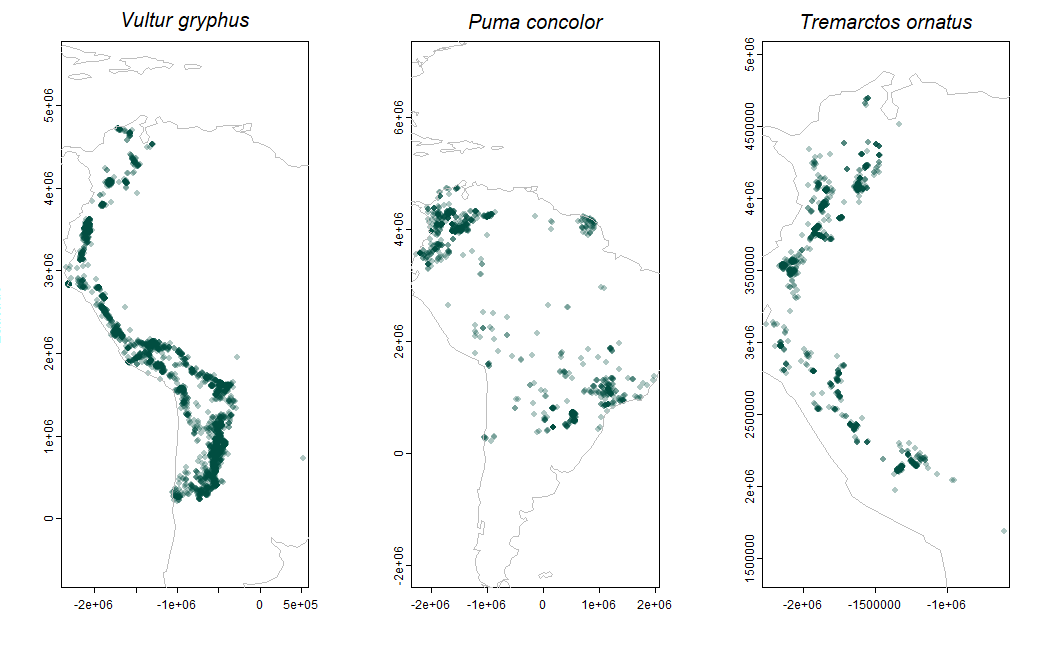 Vultur gryphus
Puma concolor
Tremarctos ornatus
5e+06
4e+06
3e+06
2e+06
1e+06
0
-2e+06
-1e+06
0
5e+05
6e+06
4e+06
2e+06
0
-2e+06
-2e+06
-1e+06
0
1e+06
2e+06
5e+06
4500000
4e+06
3500000
3e+06
2500000
2e+06
1500000
-2e+06
-1500000
-1e+06